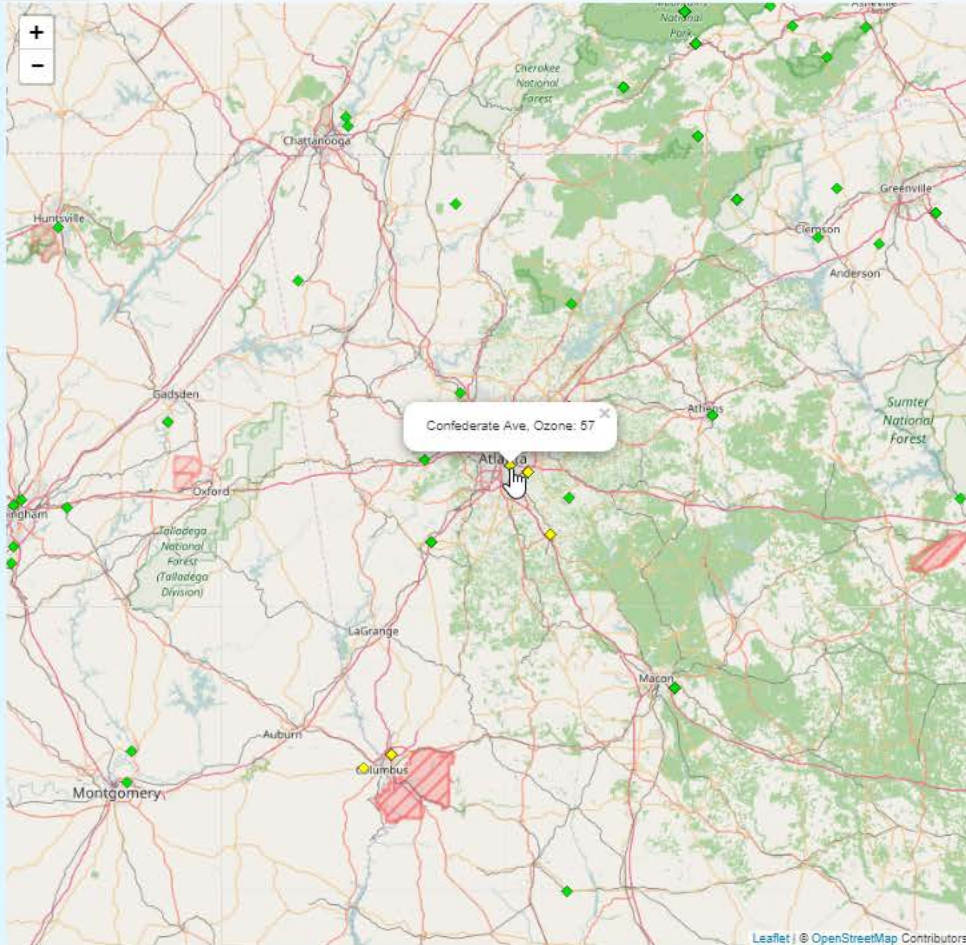 +
−
Mountains
National
Park
Asheville
Cherokee
National
Forest
Chattanooga
Greenville
Huntsville
Clemson
Anderson
Gadsden
Athens
Sumter
National
Forest
Confederate Ave, Ozone: 57
×
Oxford
ingham
Talladega
National
Forest
(Talladega
Division)
LaGrange
Macon
Auburn
Columbus
Montgomery
Leaflet | © OpenStreetMap Contributors